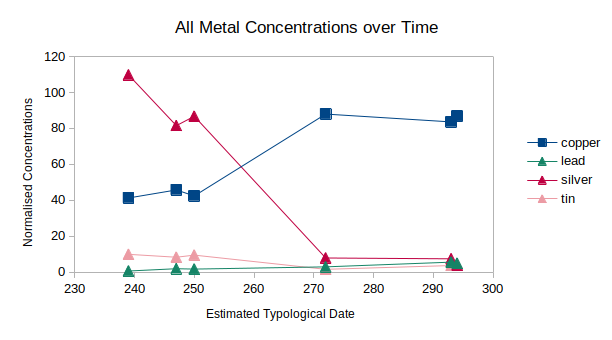 All Metal Concentrations over Time
120
100
80
60
40
20
0
Normalised Concentrations
230 240 250 260 270 280 290 300
Estimated Typological Date
copper
lead
silver
tin